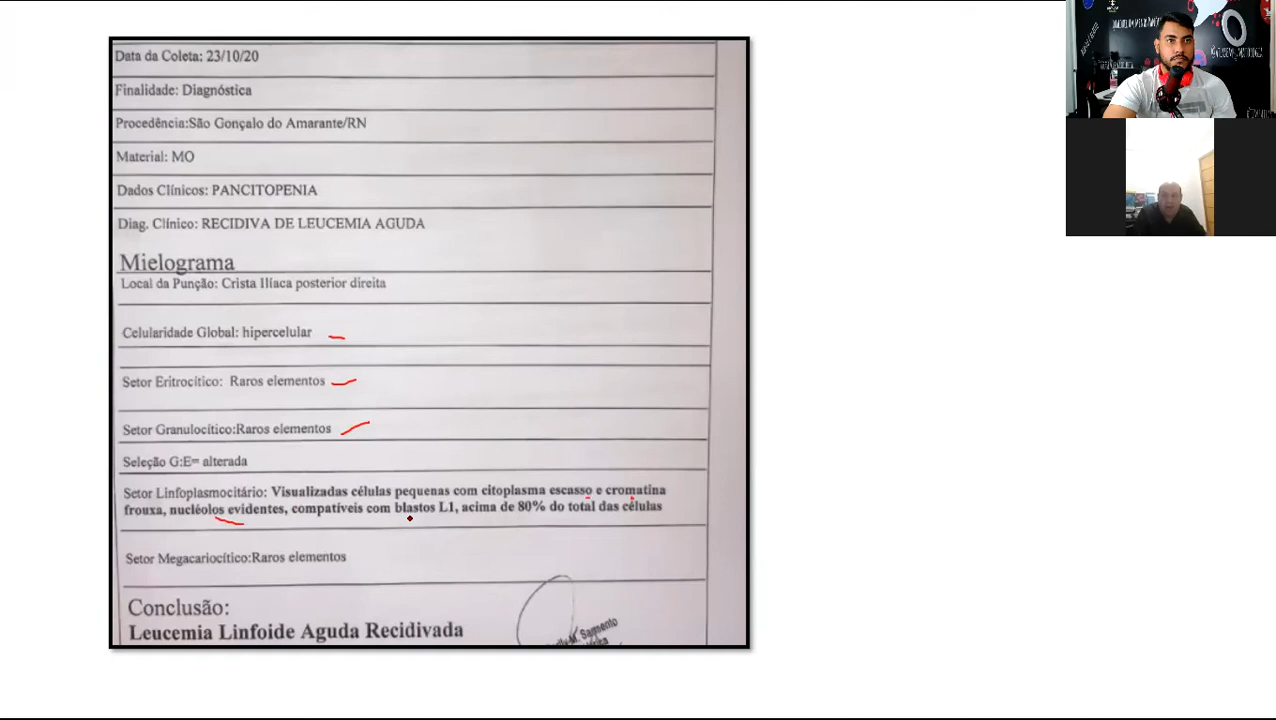 Data da Coleta: 23/10/20
Finalidade: Diagnóstica
Procedência:São Gonçalo do Amarante/RN
Material: MO
Dados Clínicos: PANCITOPENIA
Diag. Clínico: RECIDIVA DE LEUCEMIA AGUDA
Mielograma
Local da Punção: Crista Ilíaca posterior direita
Celularidade Global: hipercelular
Setor Eritrocítico: Raros elementos
Setor Granulocítico:Raros elementos
Seleção G:E= alterada
Setor Linfoplasmocitário: Visualizadas células pequenas com citoplasma escasso e cromatina
frouxa, nucléolos evidentes, compatíveis com blastos L1, acima de 80% do total das células
Setor Megacariocítico:Raros elementos
Conclusão:
Leucemia Linfoide Aguda Recidivada
Sarmento